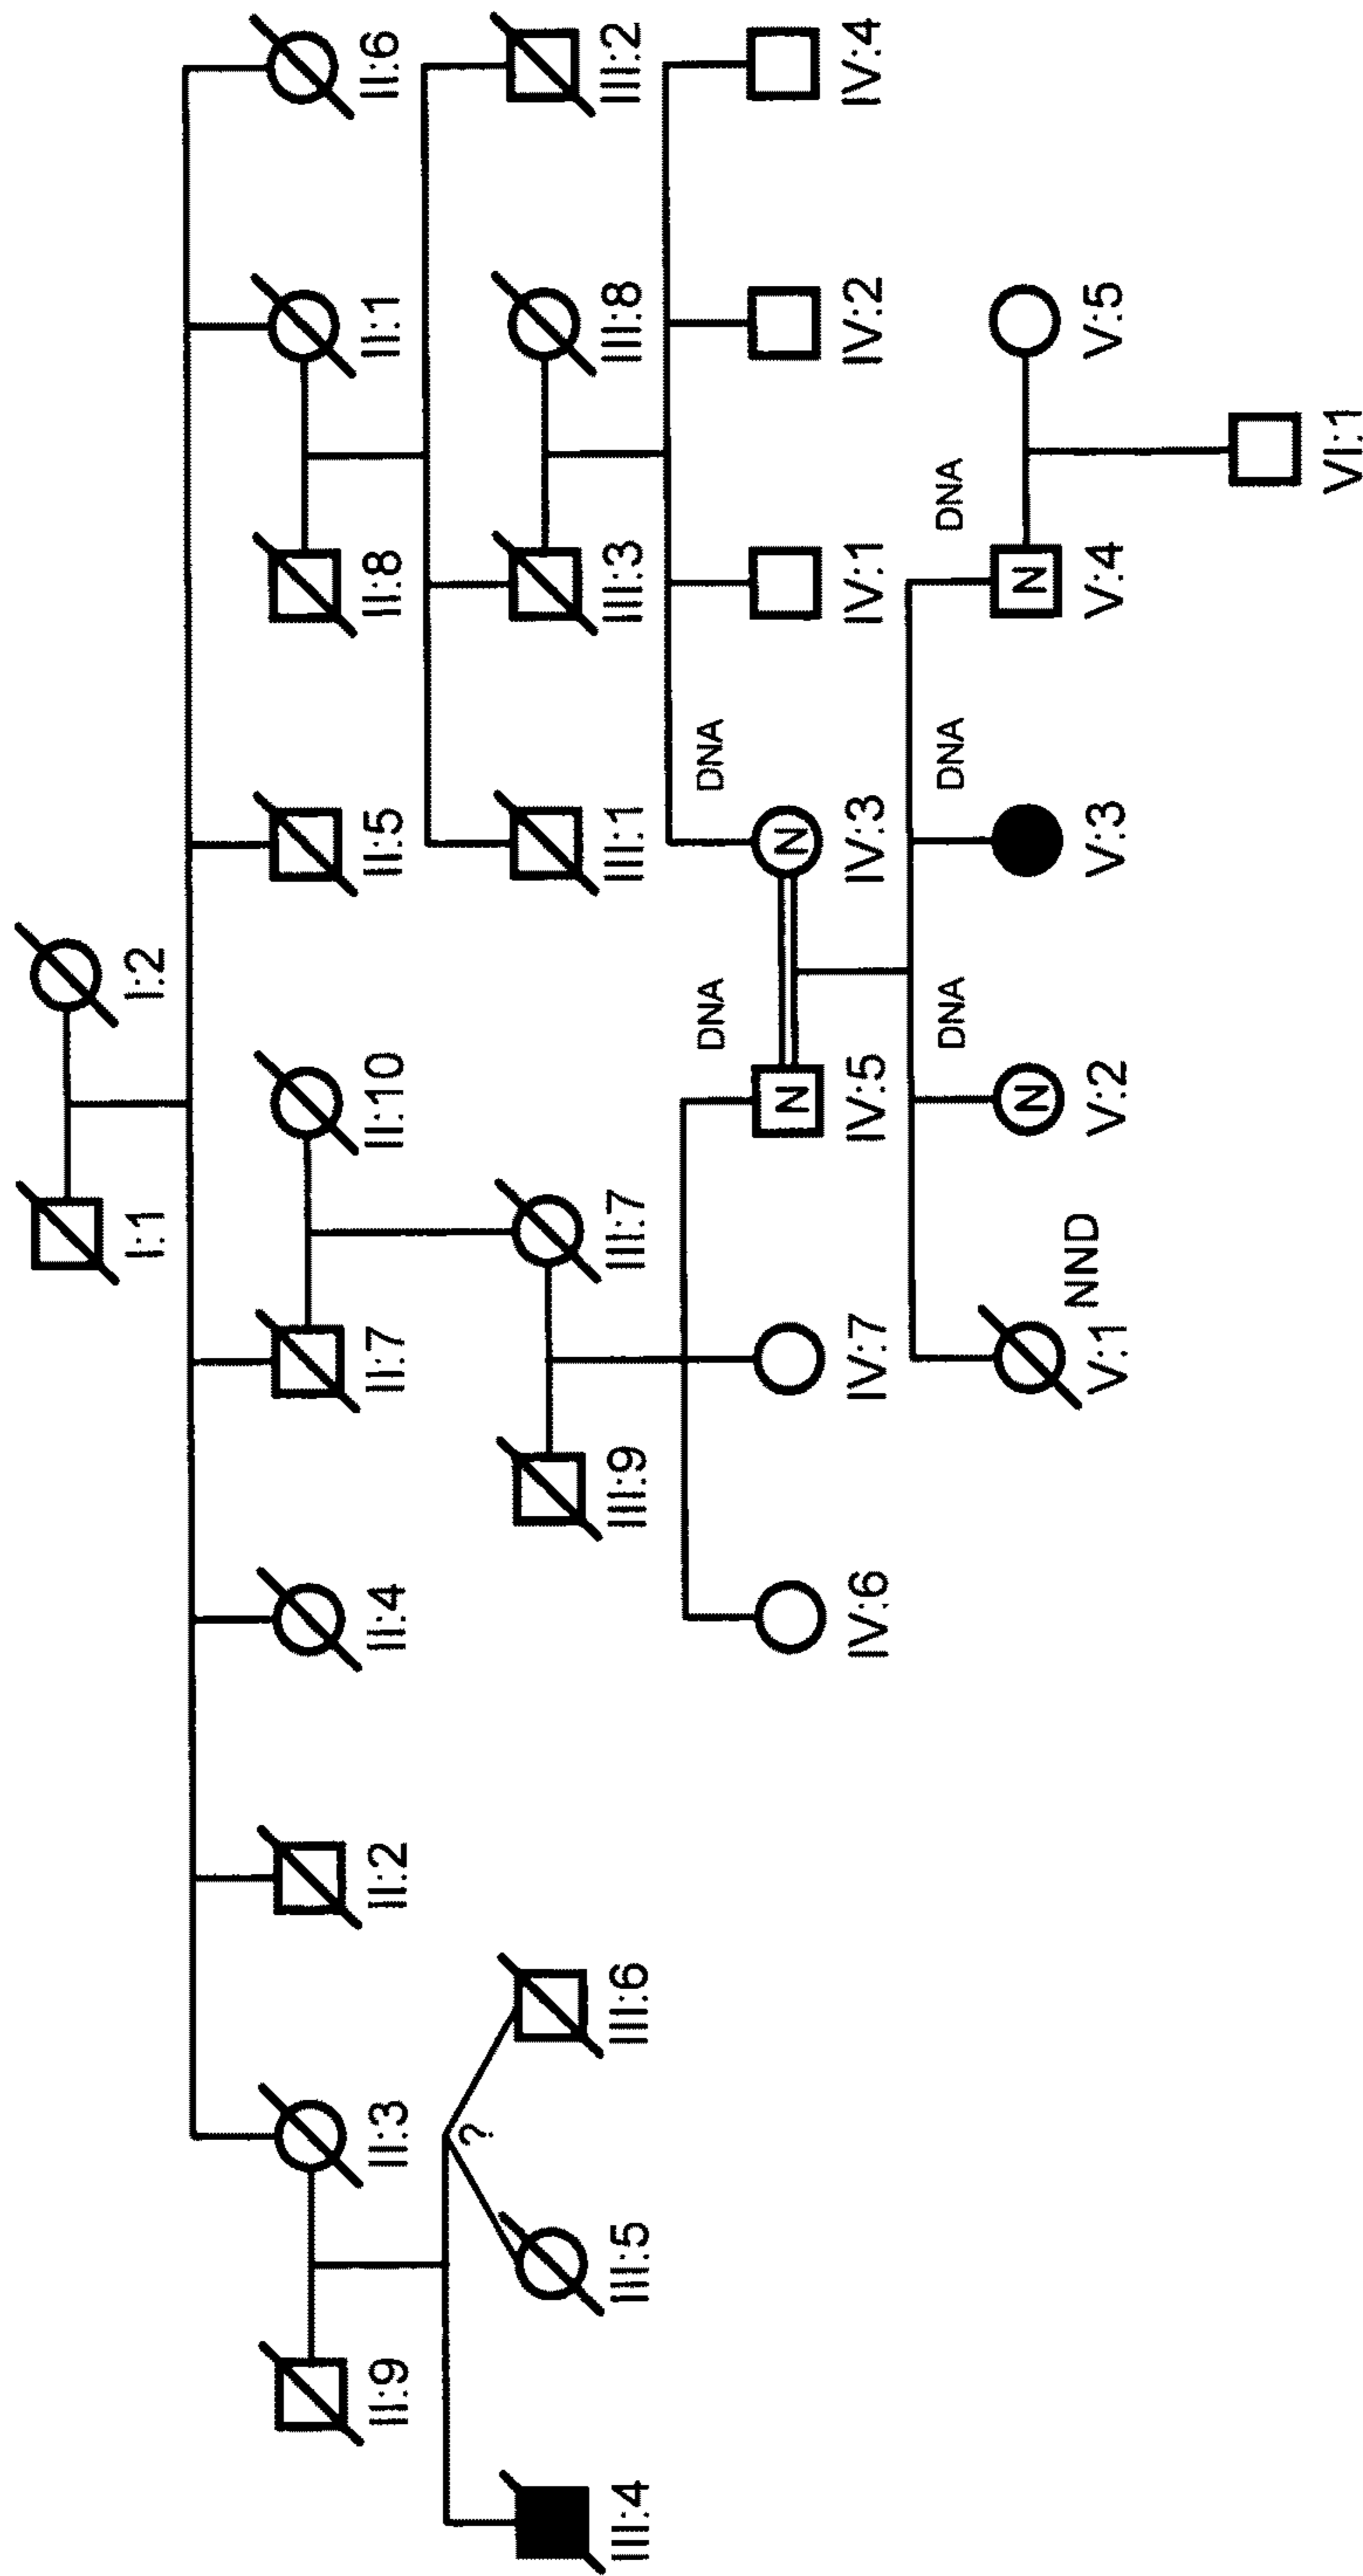 I:1 I:2
II:9 II:3 II:2 II:4 II:7 II:10 II:5 II:8 II:1 II:6
?
III:4 III:5 III:6 III:9 III:7 III:1 III:3 III:8 III:2
DNA DNA
N N
IV:6 IV:7 IV:5 IV:3 IV:1 IV:2 IV:4
DNA DNA DNA
N N
V:1 V:2 V:3 V:4 V:5
NND
VI:1